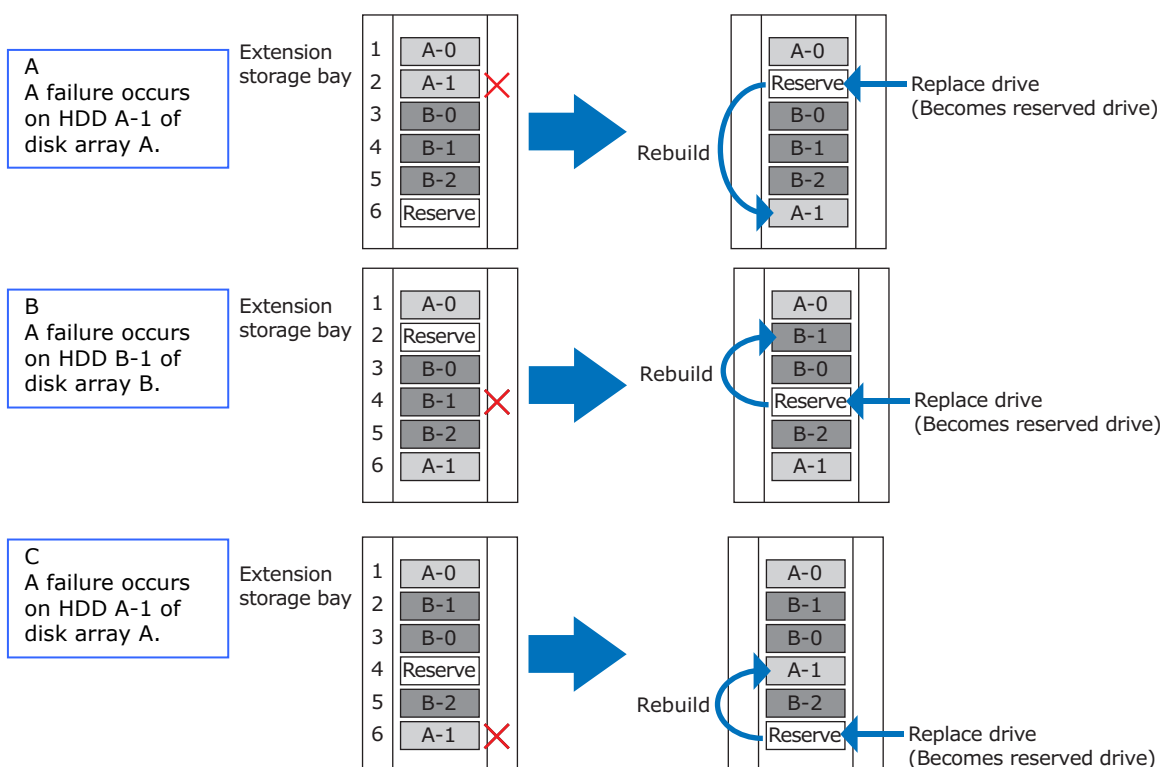 A
A failure occurs
on HDD A-1 of
disk array A.
Extension
storage bay
1 A-0
2 A-1
3 B-0
4 B-1
5 B-2
6 Reserve
Rebuild
A-0
Reserve
B-0
B-1
B-2
A-1
Replace drive
(Becomes reserved drive)
B
A failure occurs
on HDD B-1 of
disk array B.
Extension
storage bay
1 A-0
2 Reserve
3 B-0
4 B-1
5 B-2
6 A-1
Rebuild
A-0
B-1
B-0
Reserve
B-2
A-1
Replace drive
(Becomes reserved drive)
C
A failure occurs
on HDD A-1 of
disk array A.
Extension
storage bay
1 A-0
2 B-1
3 B-0
4 Reserve
5 B-2
6 A-1
Rebuild
A-0
B-1
B-0
A-1
B-2
Reserve
Replace drive
(Becomes reserved drive)